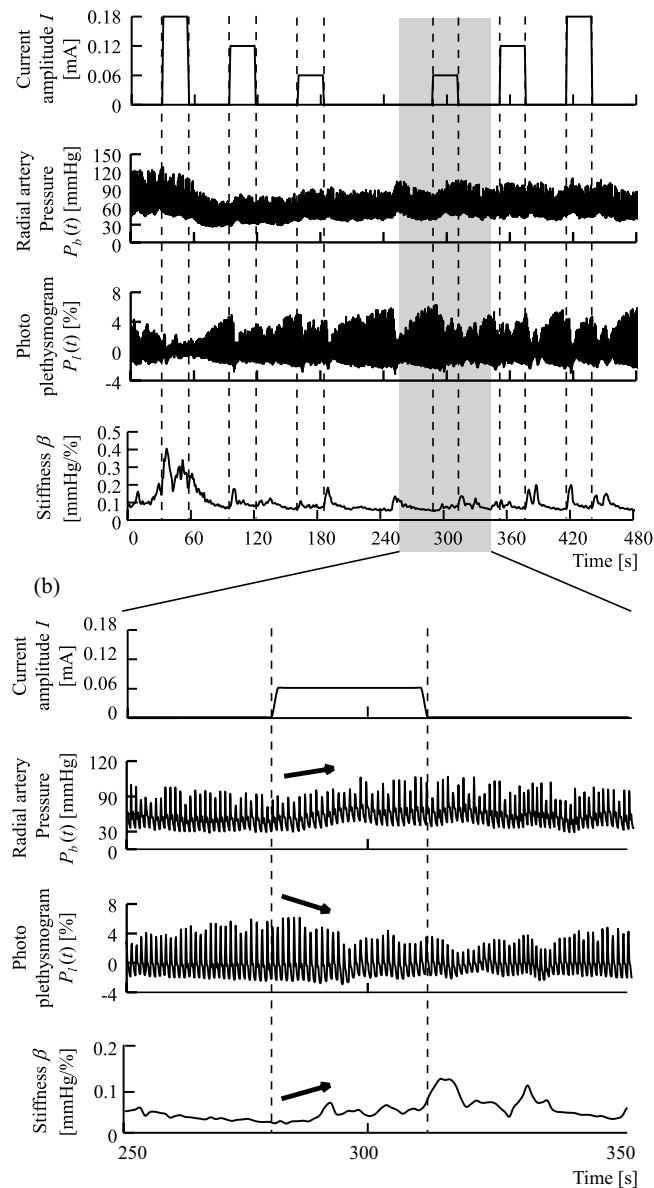 Current
amplitude I
[mA]
0.18
0.12
0.06
0
Radial artery
Pressure
P_b(t) [mmHg]
150
120
90
60
30
0
Photo
plethysmogram
P_l(t) [%]
8
4
0
-4
Stiffness β
[mmHg/%]
0.5
0.4
0.3
0.2
0.1
0
0 60 120 180 240 300 360 420 480
Time [s]
(b)
Current
amplitude I
[mA]
0.18
0.12
0.06
0
Radial artery
Pressure
P_b(t) [mmHg]
120
90
30
0
Photo
plethysmogram
P_l(t) [%]
8
4
0
-4
Stiffness β
[mmHg/%]
0.2
0.1
0
250 300 350
Time [s]